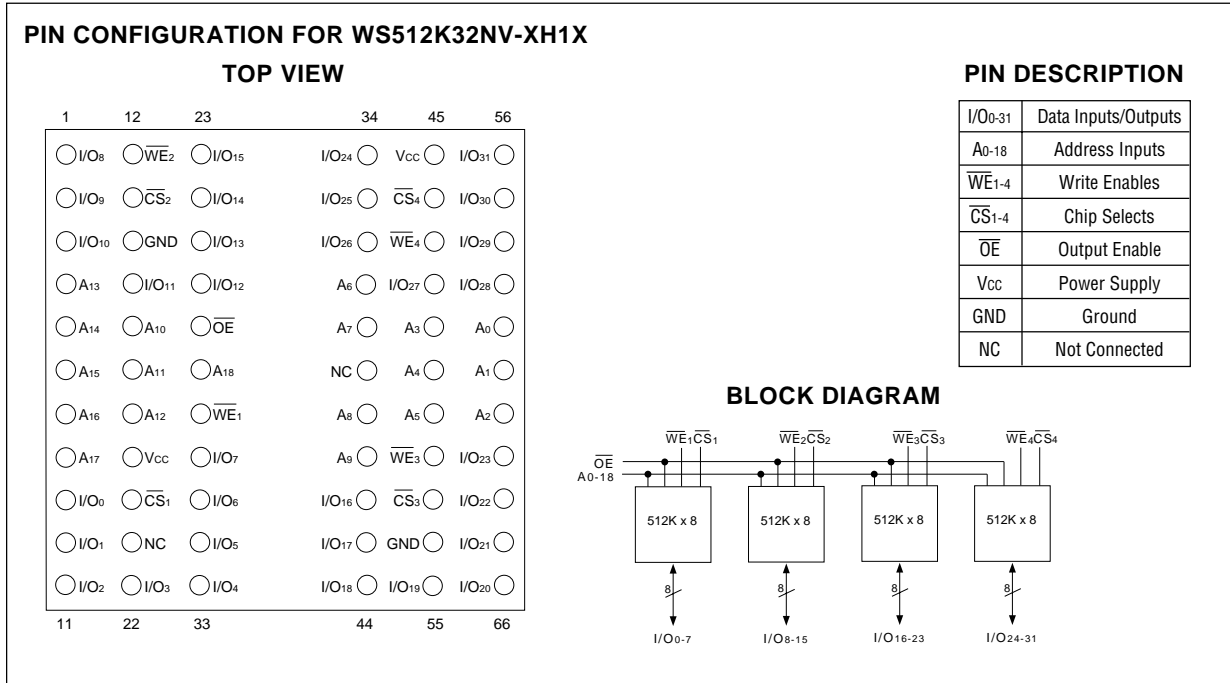 PIN CONFIGURATION FOR WS512K32NV-XH1X
TOP VIEW
1 12 23 34 45 56
I/O8 WE2 I/O15 I/O24 VCC I/O31
I/O9 CS2 I/O14 I/O25 CS4 I/O30
I/O10 GND I/O13 I/O26 WE4 I/O29
A13 I/O11 I/O12 A6 I/O27 I/O28
A14 A10 OE A7 A3 A0
A15 A11 A18 NC A4 A1
A16 A12 WE1 A8 A5 A2
A17 VCC I/O7 A9 WE3 I/O23
I/O0 CS1 I/O6 I/O16 CS3 I/O22
I/O1 NC I/O5 I/O17 GND I/O21
I/O2 I/O3 I/O4 I/O18 I/O19 I/O20
11 22 33 44 55 66
PIN DESCRIPTION
I/O0-31 Data Inputs/Outputs
A0-18 Address Inputs
WE1-4 Write Enables
CS1-4 Chip Selects
OE Output Enable
VCC Power Supply
GND Ground
NC Not Connected
BLOCK DIAGRAM
WE1 CS1 WE2 CS2 WE3 CS3 WE4 CS4
OE
A0-18
512K x 8 512K x 8 512K x 8 512K x 8
8 8 8 8
I/O0-7 I/O8-15 I/O16-23 I/O24-31